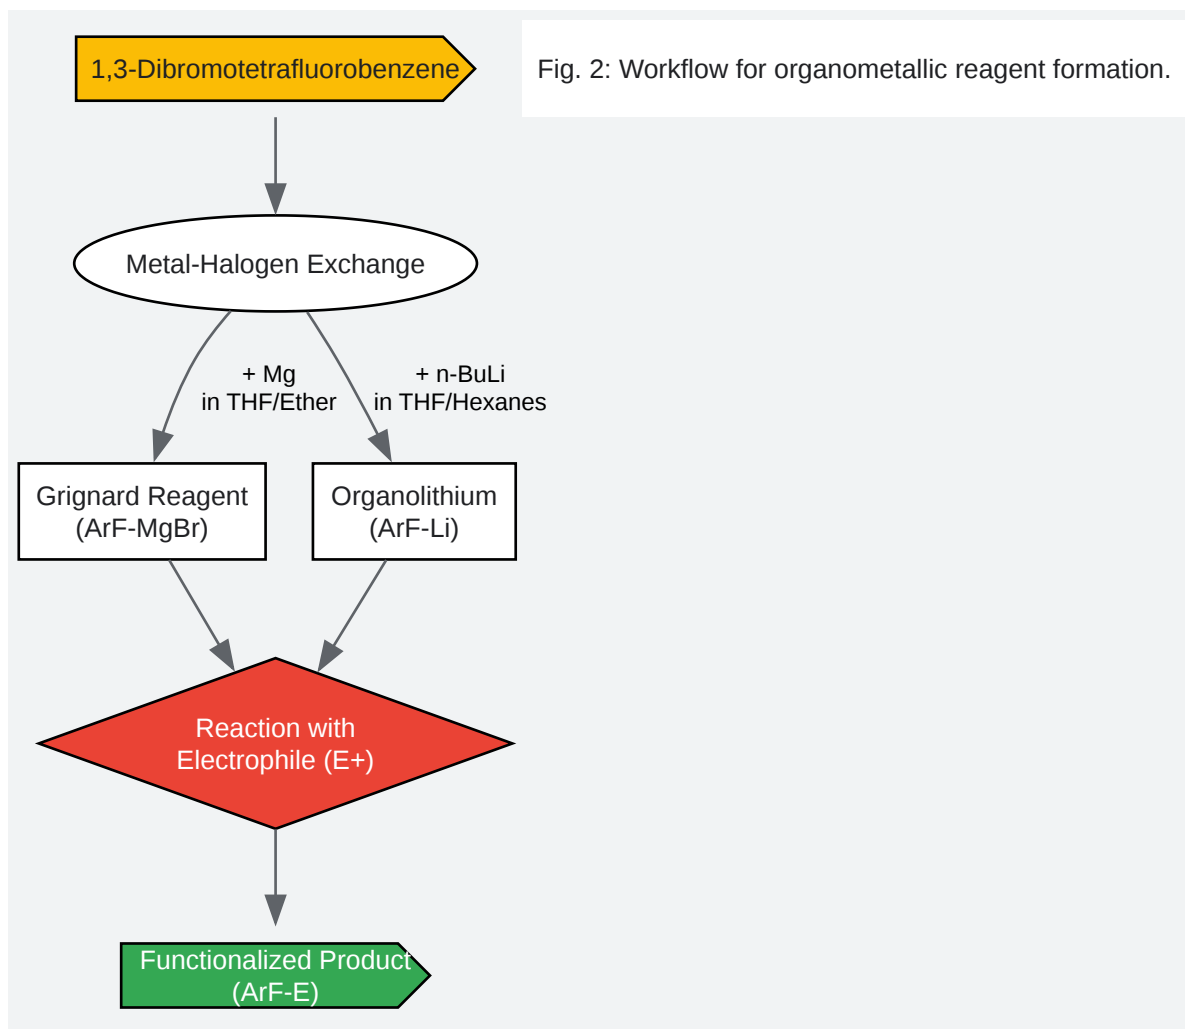 1,3-Dibromotetrafluorobenzene
Fig. 2: Workflow for organometallic reagent formation.
Metal-Halogen Exchange
+ Mg
in THF/Ether
+ n-BuLi
in THF/Hexanes
Grignard Reagent
(ArF-MgBr)
Organolithium
(ArF-Li)
Reaction with
Electrophile (E+)
Functionalized Product
(ArF-E)